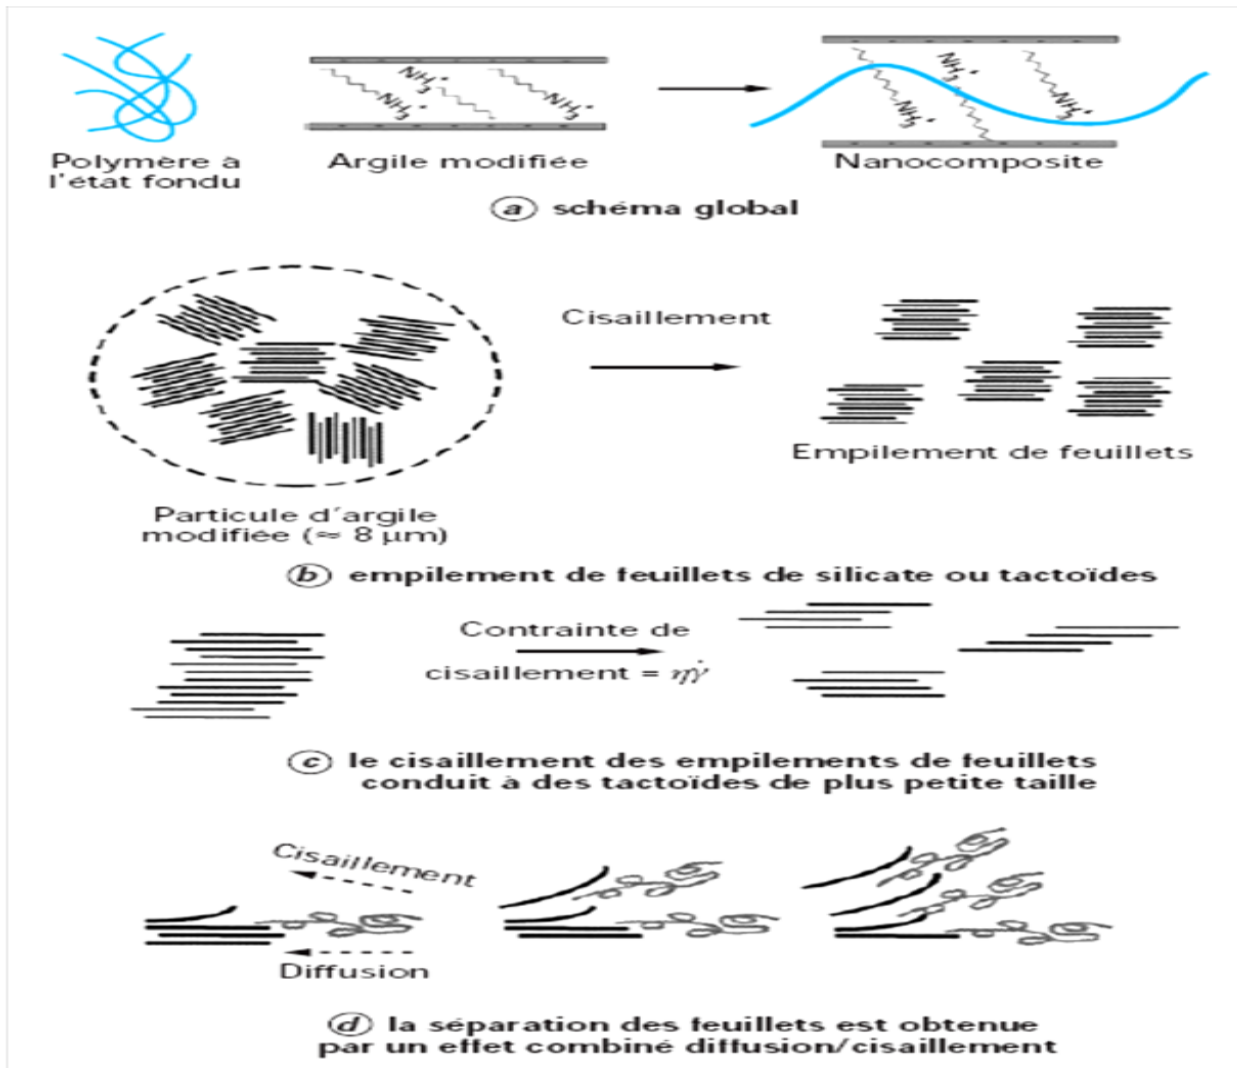 NH3+
NH3+
NH3+
NH3+
NH3+
NH3+
Polymère à
l'état fondu
Argile modifiée
Nanocomposite
a schéma global
Cisaillement
Empilement de feuillets
Particule d'argile
modifiée (≈ 8 µm)
b empilement de feuillets de silicate ou tactoïdes
Contrainte de
cisaillement = ηγ̇
c le cisaillement des empilements de feuillets
conduit à des tactoïdes de plus petite taille
Cisaillement
Diffusion
d la séparation des feuillets est obtenue
par un effet combiné diffusion/cisaillement